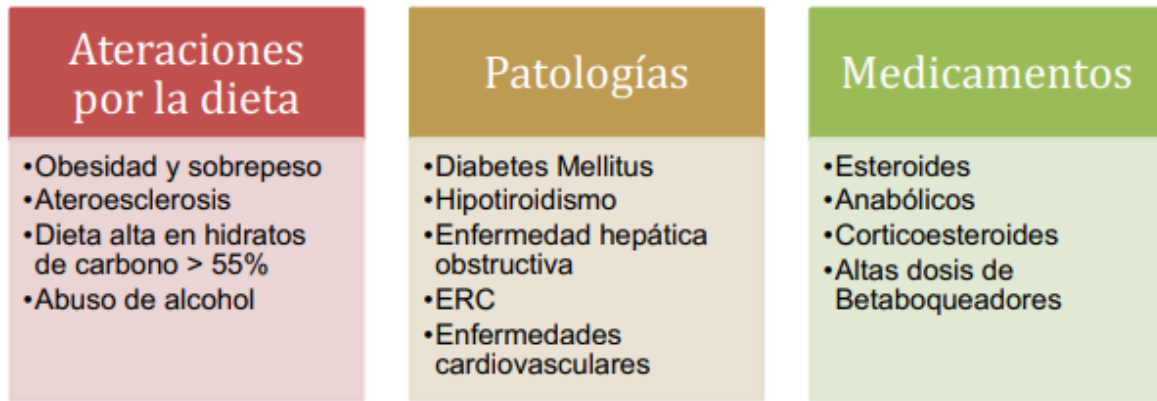 Ateraciones
por la dieta
•Obesidad y sobrepeso
•Ateroesclerosis
•Dieta alta en hidratos
de carbono > 55%
•Abuso de alcohol
Patologías
•Diabetes Mellitus
•Hipotiroidismo
•Enfermedad hepática
obstructiva
•ERC
•Enfermedades
cardiovasculares
Medicamentos
•Esteroides
•Anabólicos
•Corticoesteroides
•Altas dosis de
Betaboqueadores